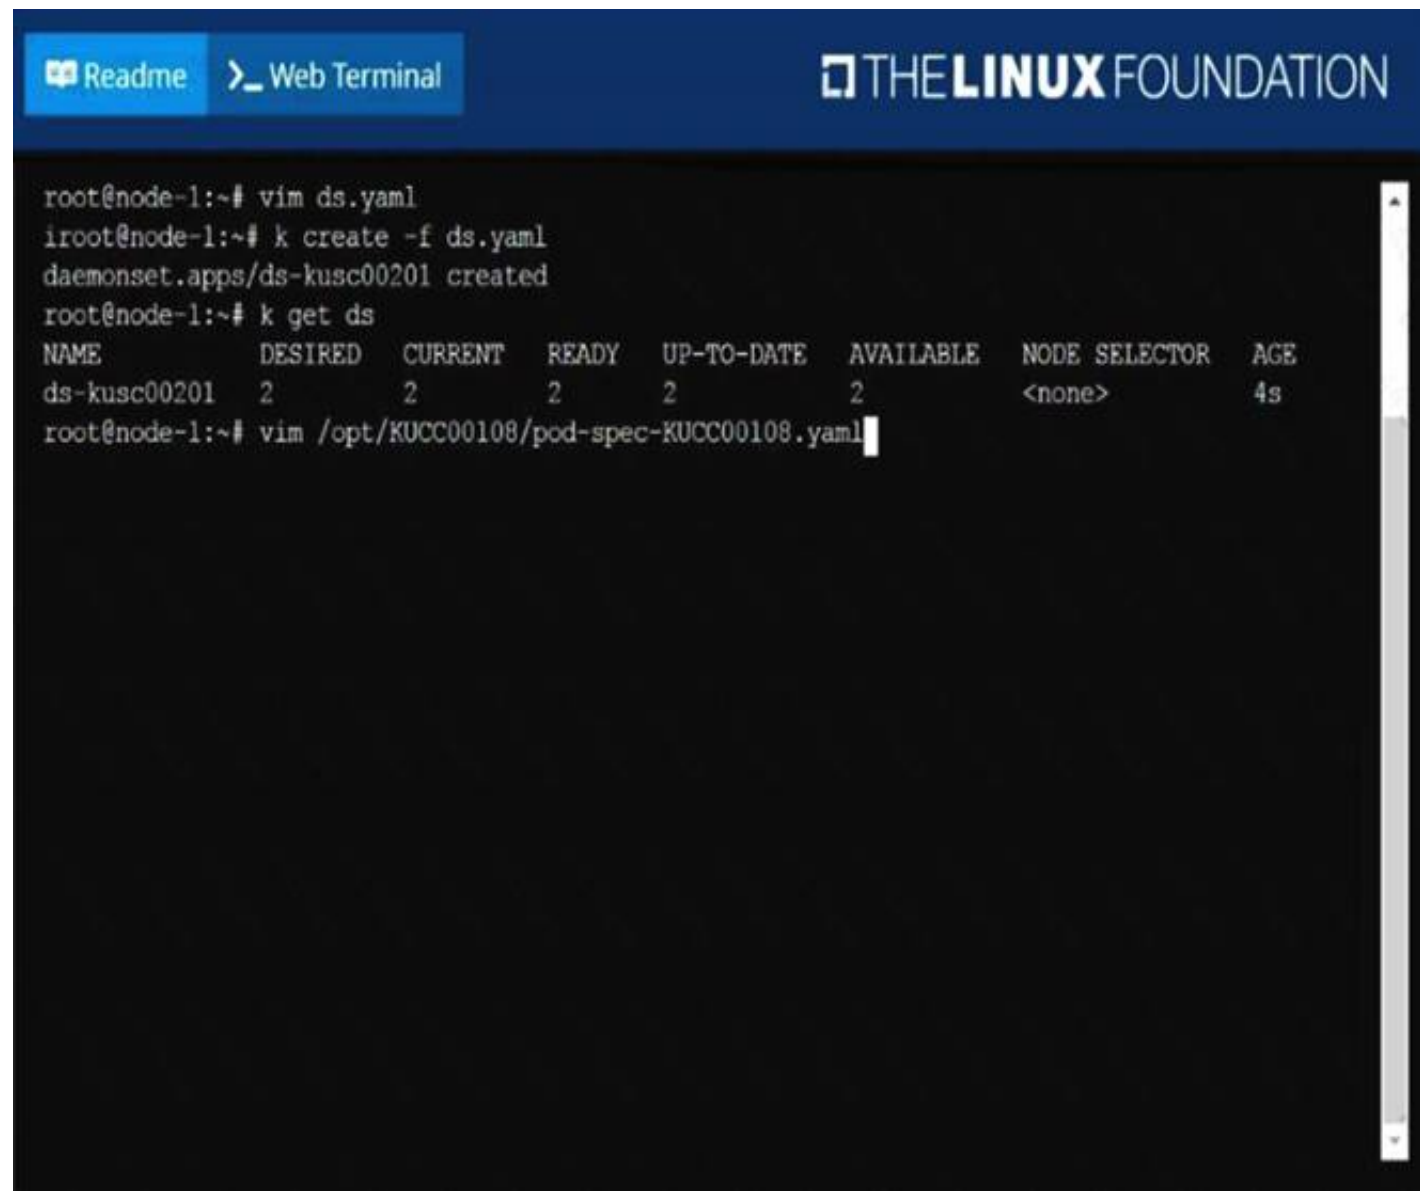 Readme
>_ Web Terminal
THE LINUX FOUNDATION
root@node-1:~# vim ds.yaml
iroot@node-1:~# k create -f ds.yaml
daemonset.apps/ds-kusc00201 created
root@node-1:~# k get ds
NAME DESIRED CURRENT READY UP-TO-DATE AVAILABLE NODE SELECTOR AGE
ds-kusc00201 2 2 2 2 2 <none> 4s
root@node-1:~# vim /opt/KUCC00108/pod-spec-KUCC00108.yaml